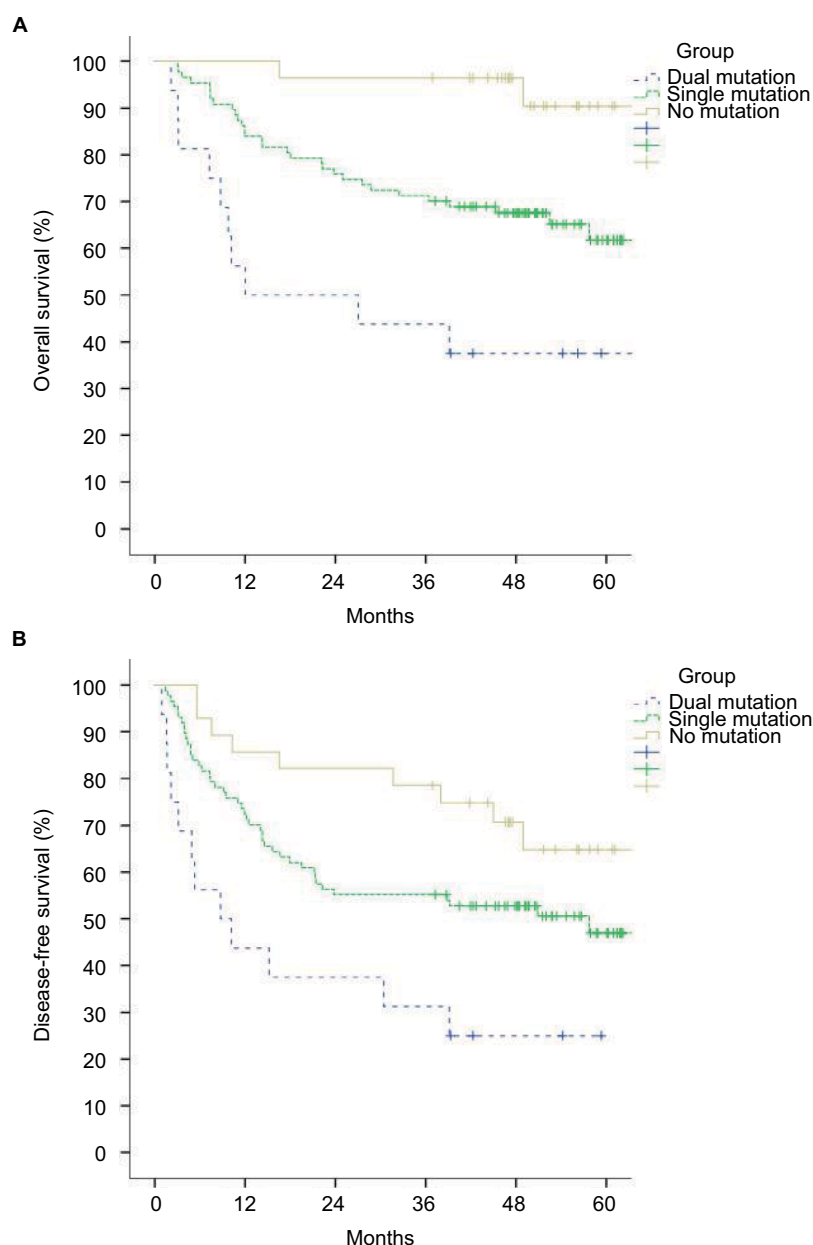 A
Overall survival (%)
100
90
80
70
60
50
40
30
20
10
0
0 12 24 36 48 60
Months
Group
Dual mutation
Single mutation
No mutation
B
Disease-free survival (%)
100
90
80
70
60
50
40
30
20
10
0
0 12 24 36 48 60
Months
Group
Dual mutation
Single mutation
No mutation